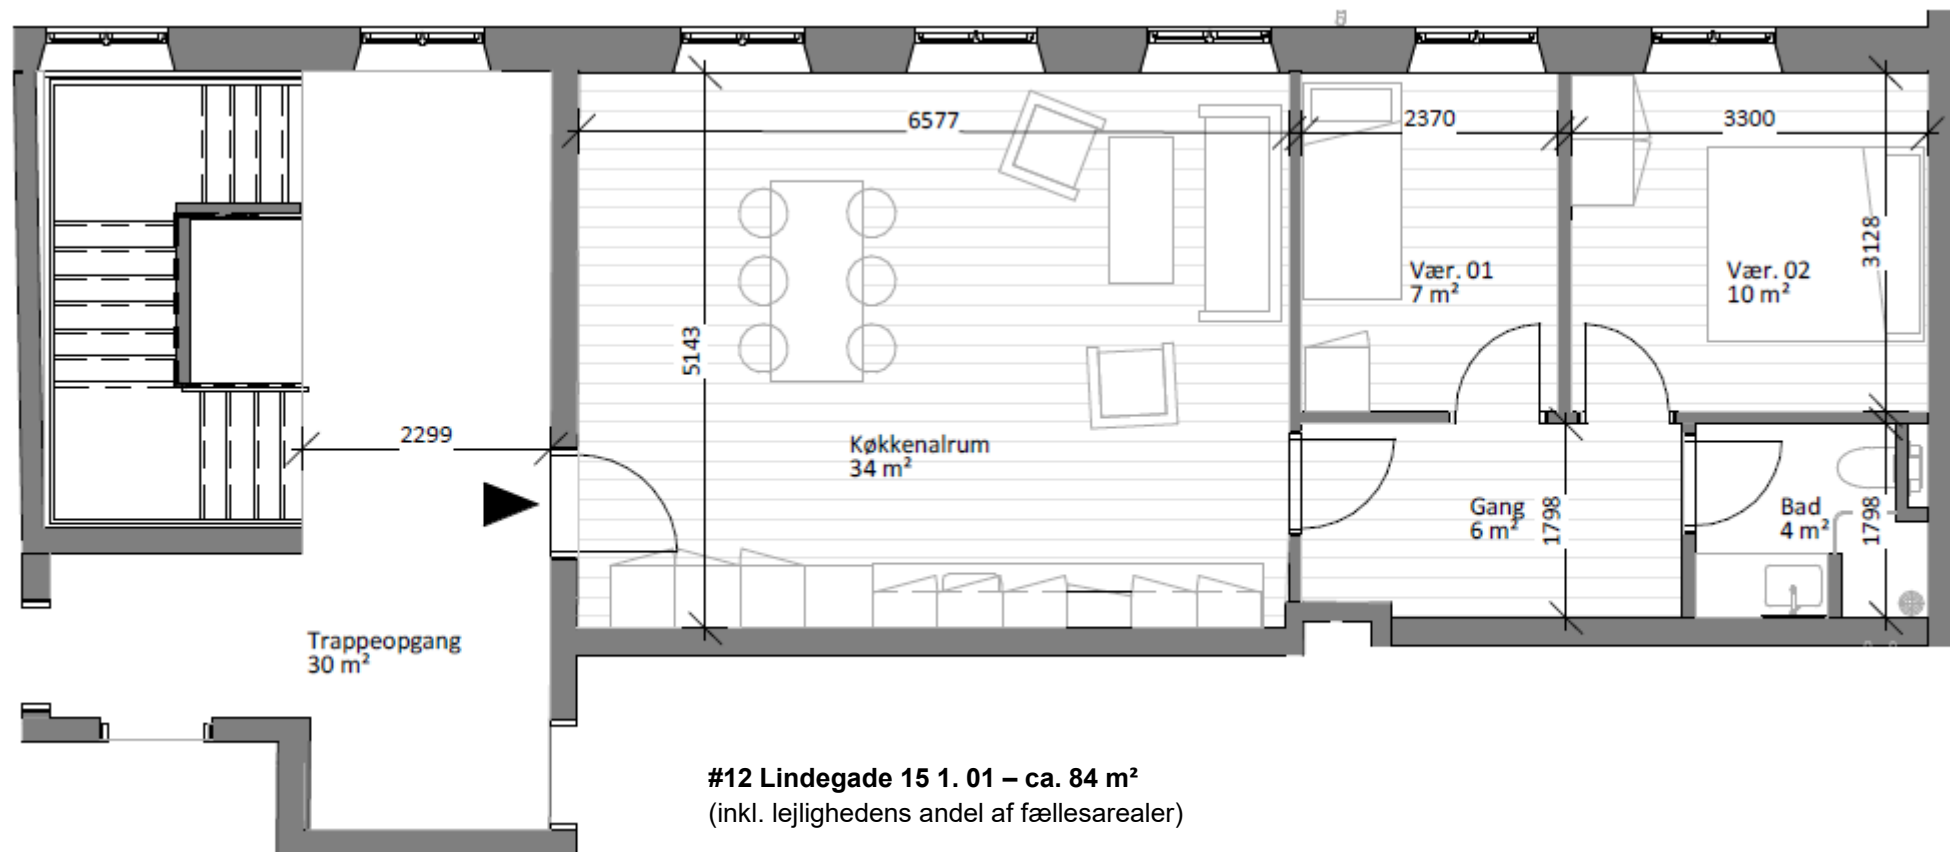 6577
2370
3300
3128
Vær. 01
7 m²
Vær. 02
10 m²
5143
2299
Køkkenalrum
34 m²
Gang
6 m²
1798
Bad
4 m²
1798
Trappeopgang
30 m²
#12 Lindegade 15 1. 01 – ca. 84 m²
(inkl. lejlighedens andel af fællesarealer)